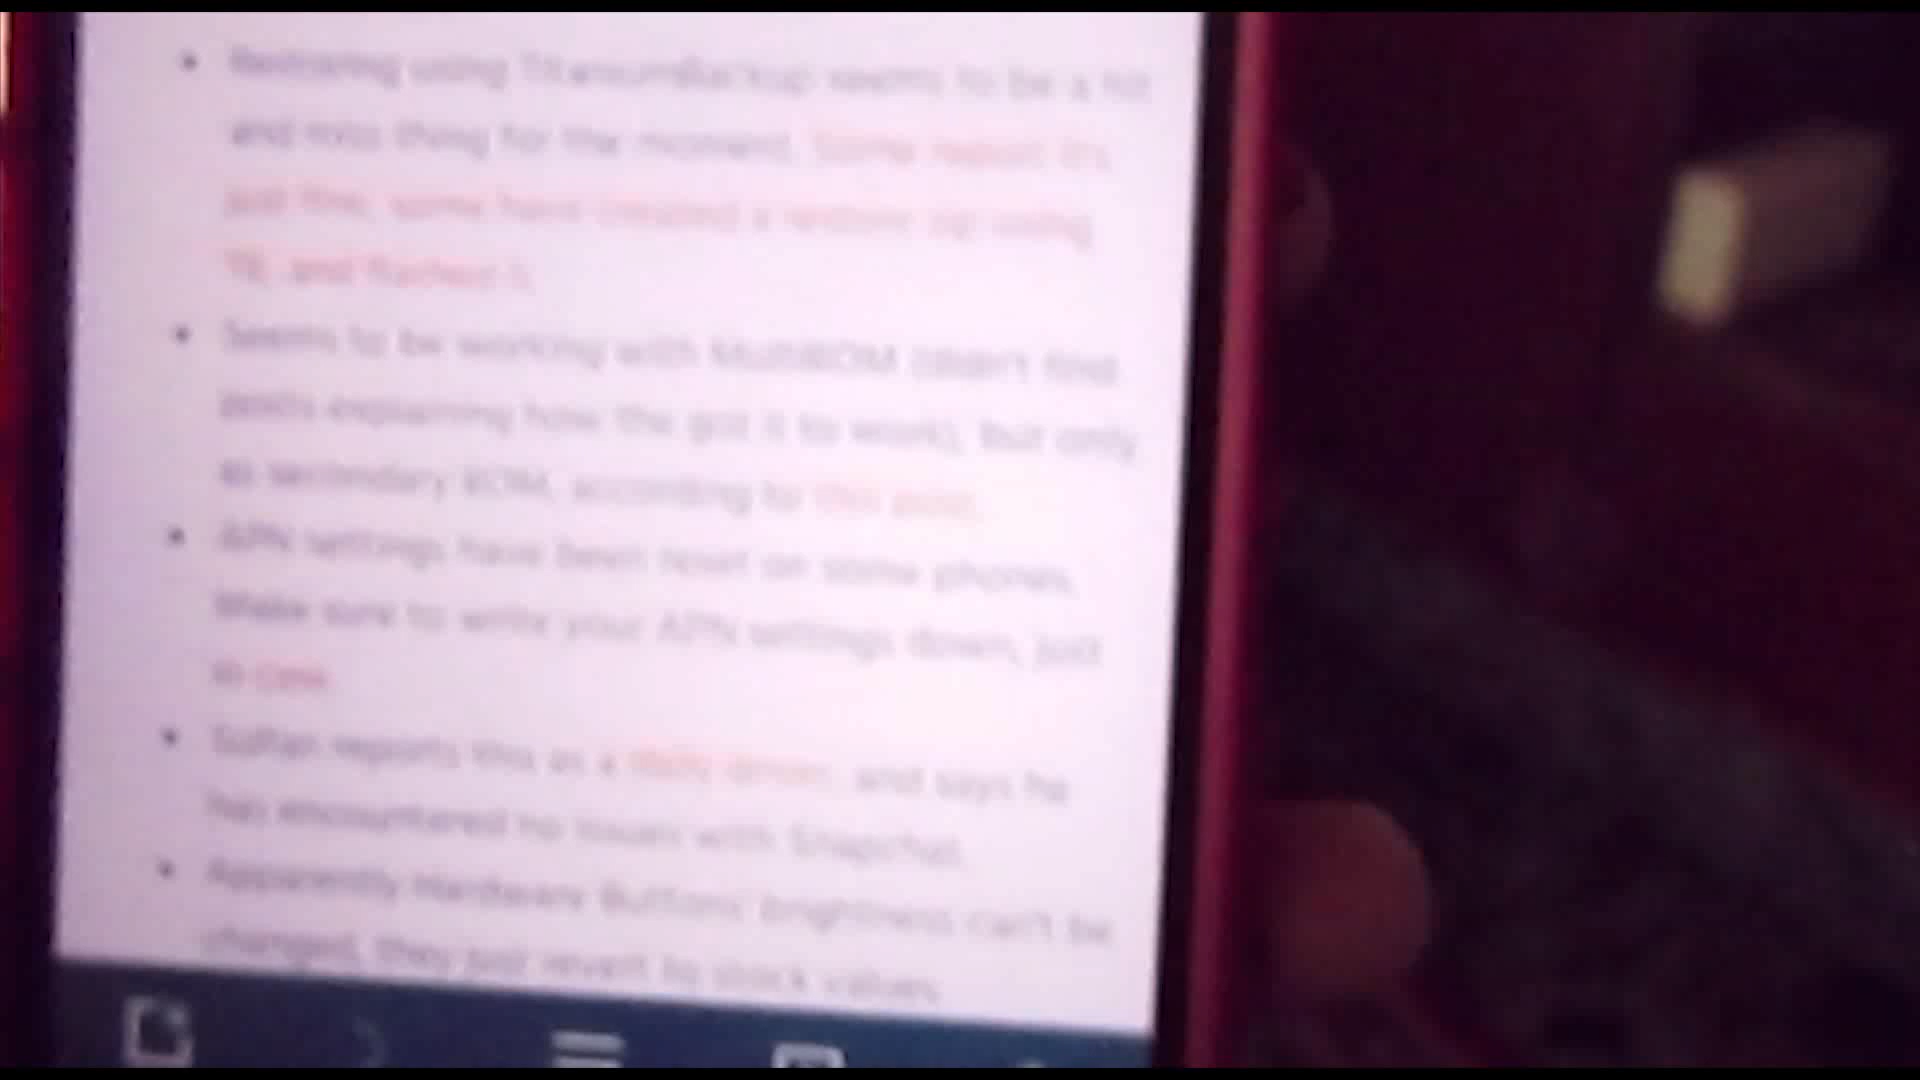 Restoring using TitaniumBackup seems to be a hit
and miss thing for the moment. Some report it's
just fine, some have created a restore zip using
TB, and flashed it.
Seems to be working with MultiROM (didn't find
posts explaining how the got it to work), but only
as secondary ROM, according to this post.
APN settings have been reset on some phones.
Make sure to write your APN settings down, just
in case.
Sultan reports this as a daily driver, and says he
has encountered no issues with Snapchat.
Apparently Hardware Buttons' brightness can't be
changed, they just revert to stock values.